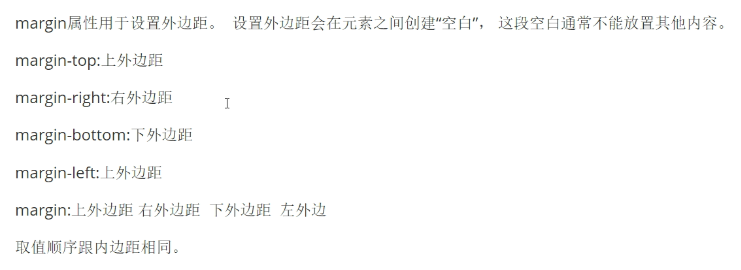 margin属性用于设置外边距。 设置外边距会在元素之间创建“空白”， 这段空白通常不能放置其他内容。
margin-top:上外边距
margin-right:右外边距
margin-bottom:下外边距
margin-left:上外边距
margin:上外边距 右外边距 下外边距 左外边
取值顺序跟内边距相同。